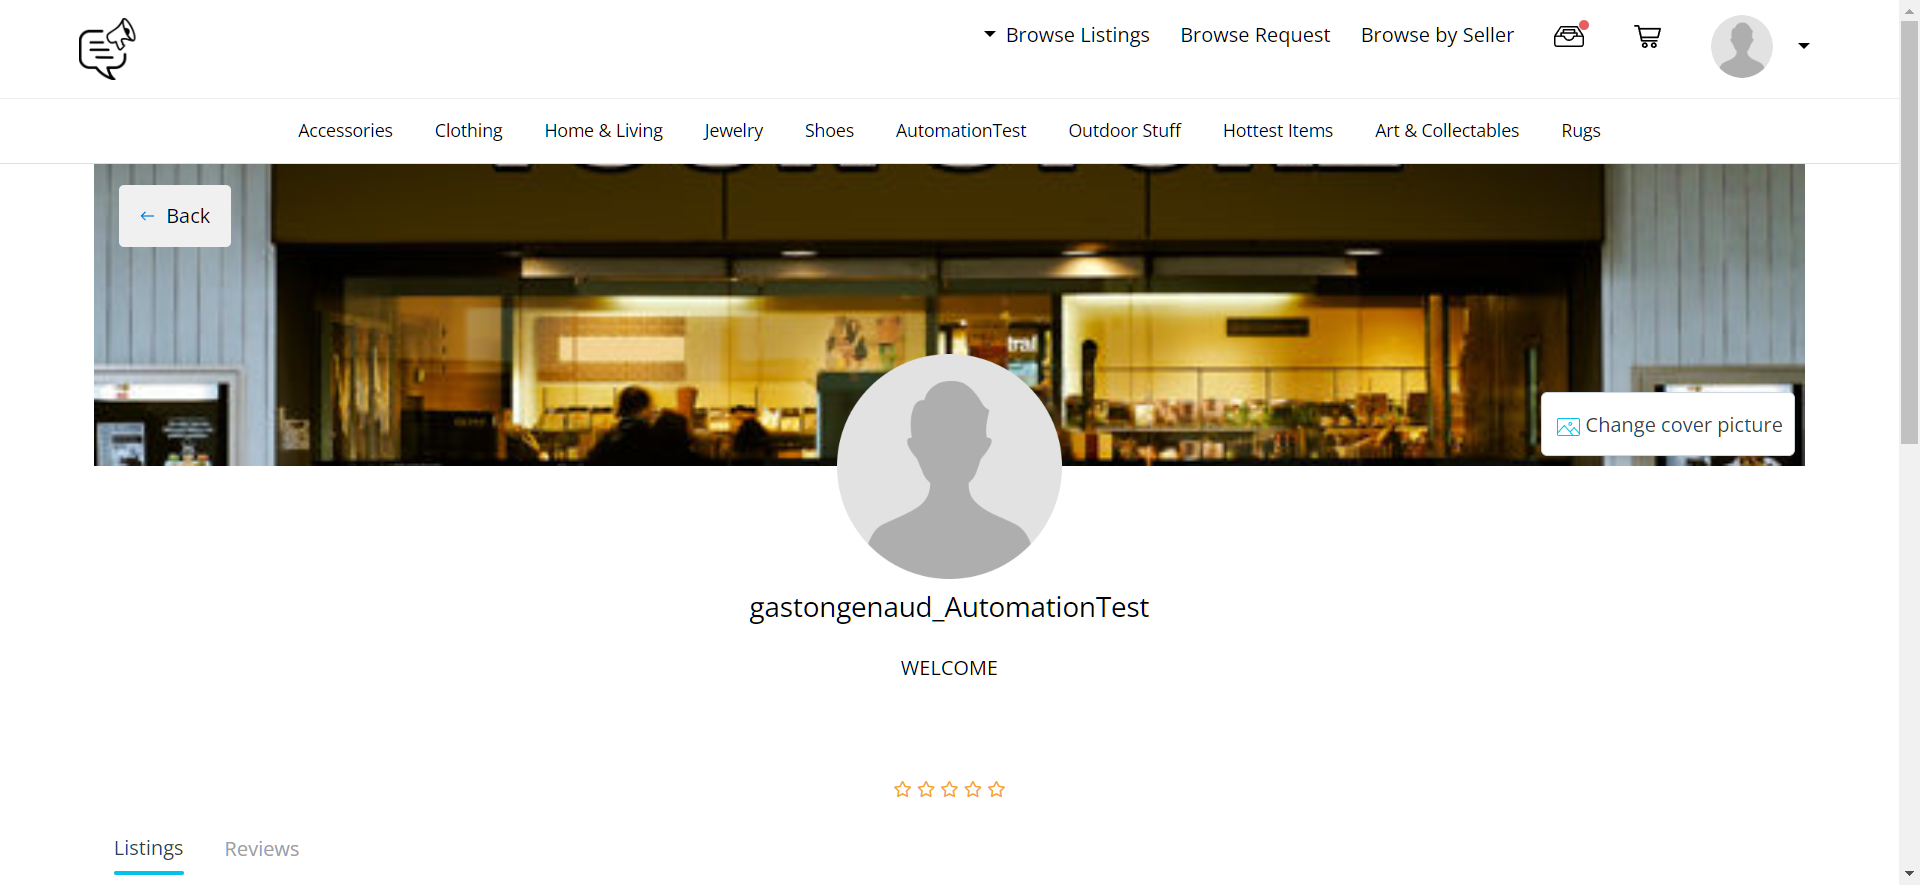 Browse Listings
Browse Request
Browse by Seller
Accessories
Clothing
Home & Living
Jewelry
Shoes
AutomationTest
Outdoor Stuff
Hottest Items
Art & Collectables
Rugs
Back
tral
Change cover picture
gastongenaud_AutomationTest
WELCOME
Listings
Reviews